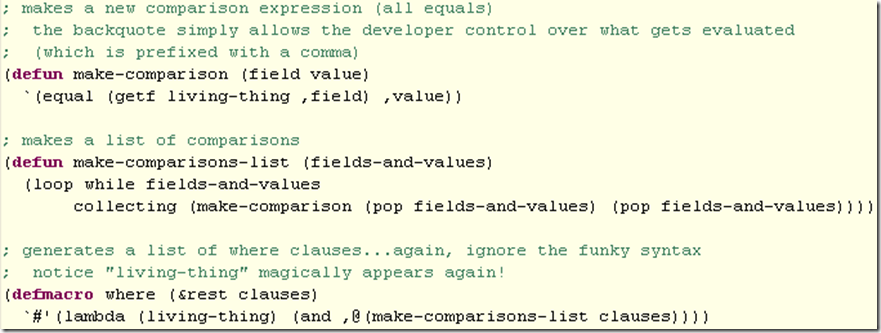 ; makes a new comparison expression (all equals)
;  the backquote simply allows the developer control over what gets evaluated
;  (which is prefixed with a comma)
(defun make-comparison (field value)
  `(equal (getf living-thing ,field) ,value))

; makes a list of comparisons
(defun make-comparisons-list (fields-and-values)
  (loop while fields-and-values
       collecting (make-comparison (pop fields-and-values) (pop fields-and-values))))

; generates a list of where clauses...again, ignore the funky syntax
;  notice "living-thing" magically appears again!
(defmacro where (&rest clauses)
  `#'(lambda (living-thing) (and ,@(make-comparisons-list clauses))))